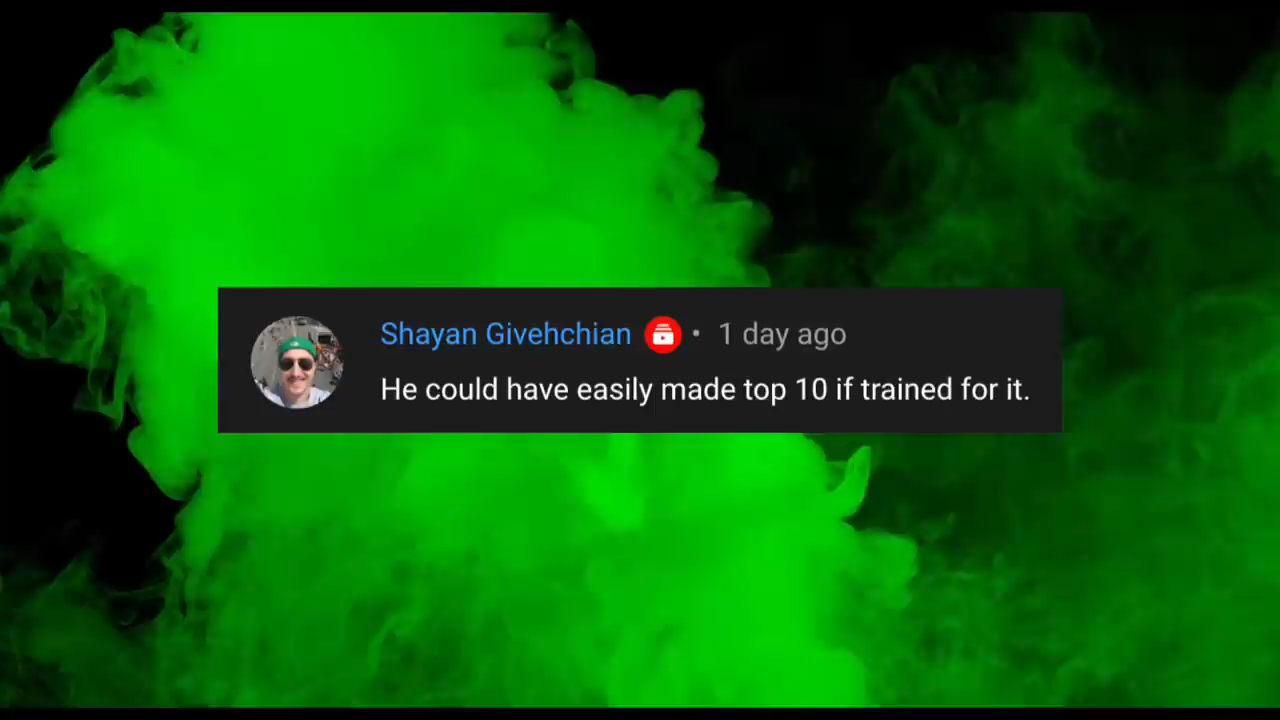 Shayan Givehchian • 1 day ago
He could have easily made top 10 if trained for it.